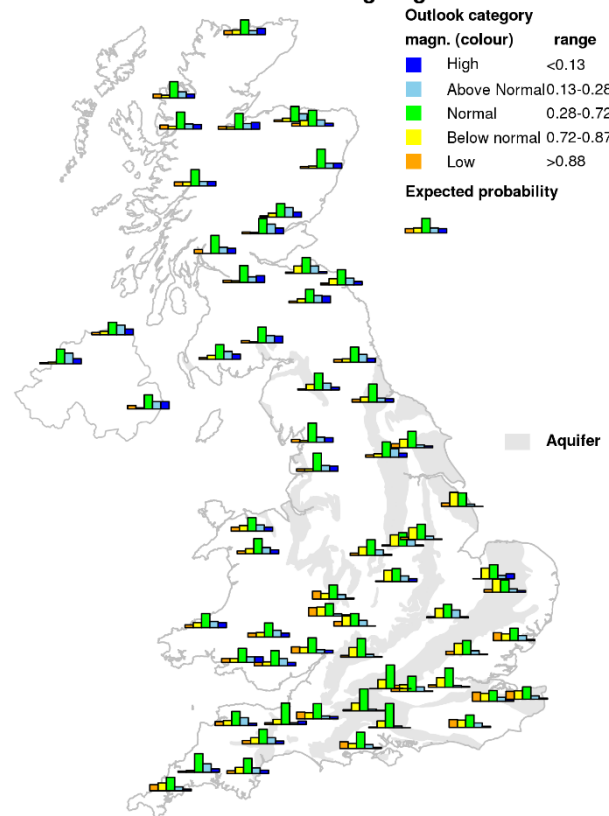 Outlook category
magn. (colour) range
High <0.13
Above Normal 0.13-0.28
Normal 0.28-0.72
Below normal 0.72-0.87
Low >0.88
Expected probability
Aquifer